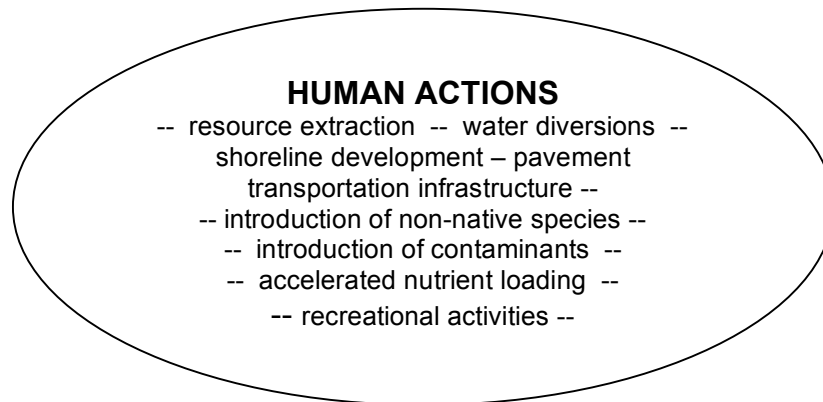 HUMAN ACTIONS
-- resource extraction -- water diversions --
shoreline development – pavement
transportation infrastructure --
-- introduction of non-native species --
-- introduction of contaminants --
-- accelerated nutrient loading --
-- recreational activities --